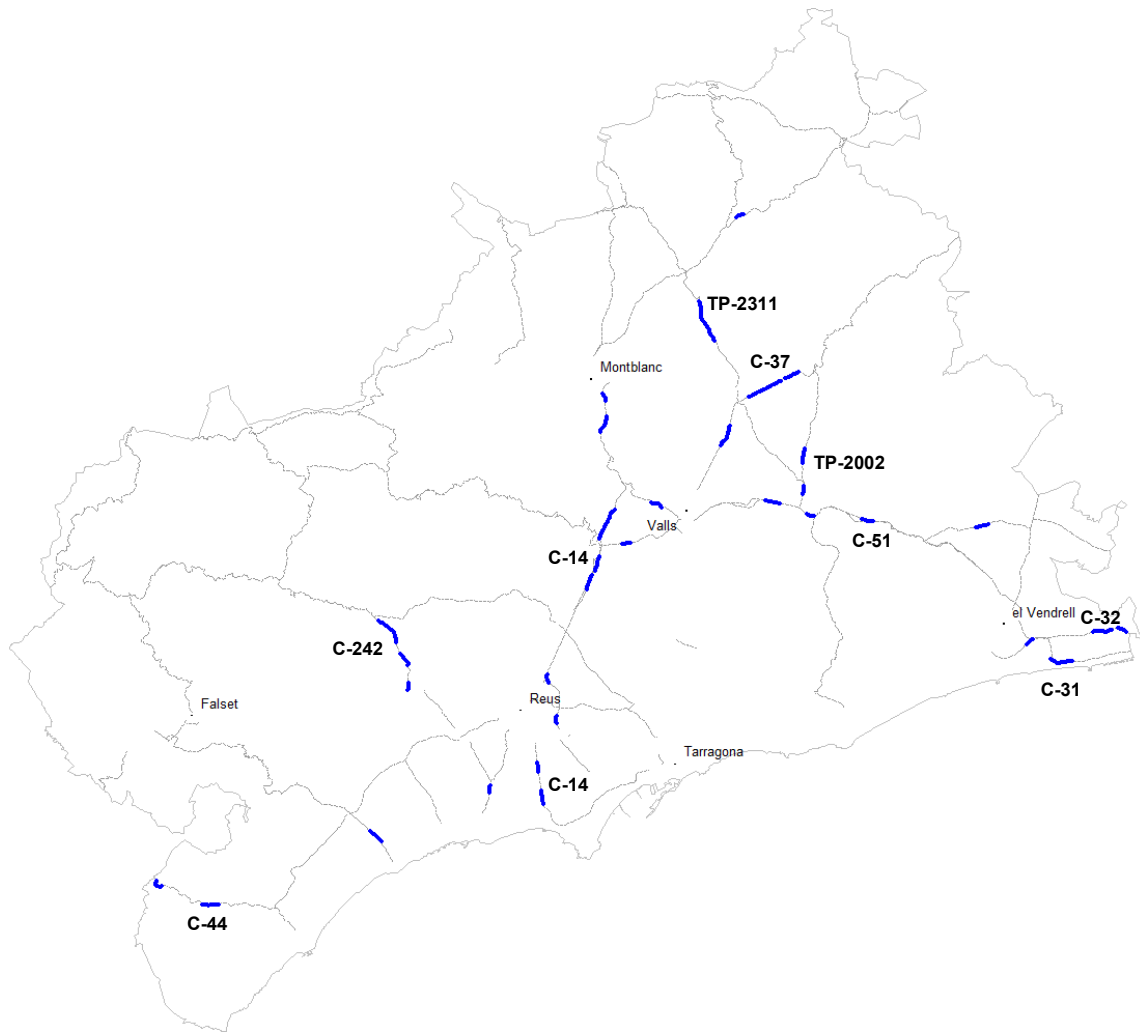 TP-2311
C-37
Montblanc
TP-2002
Valls
C-51
C-14
el Vendrell
C-32
C-242
C-31
Falset
Reus
Tarragona
C-14
C-44